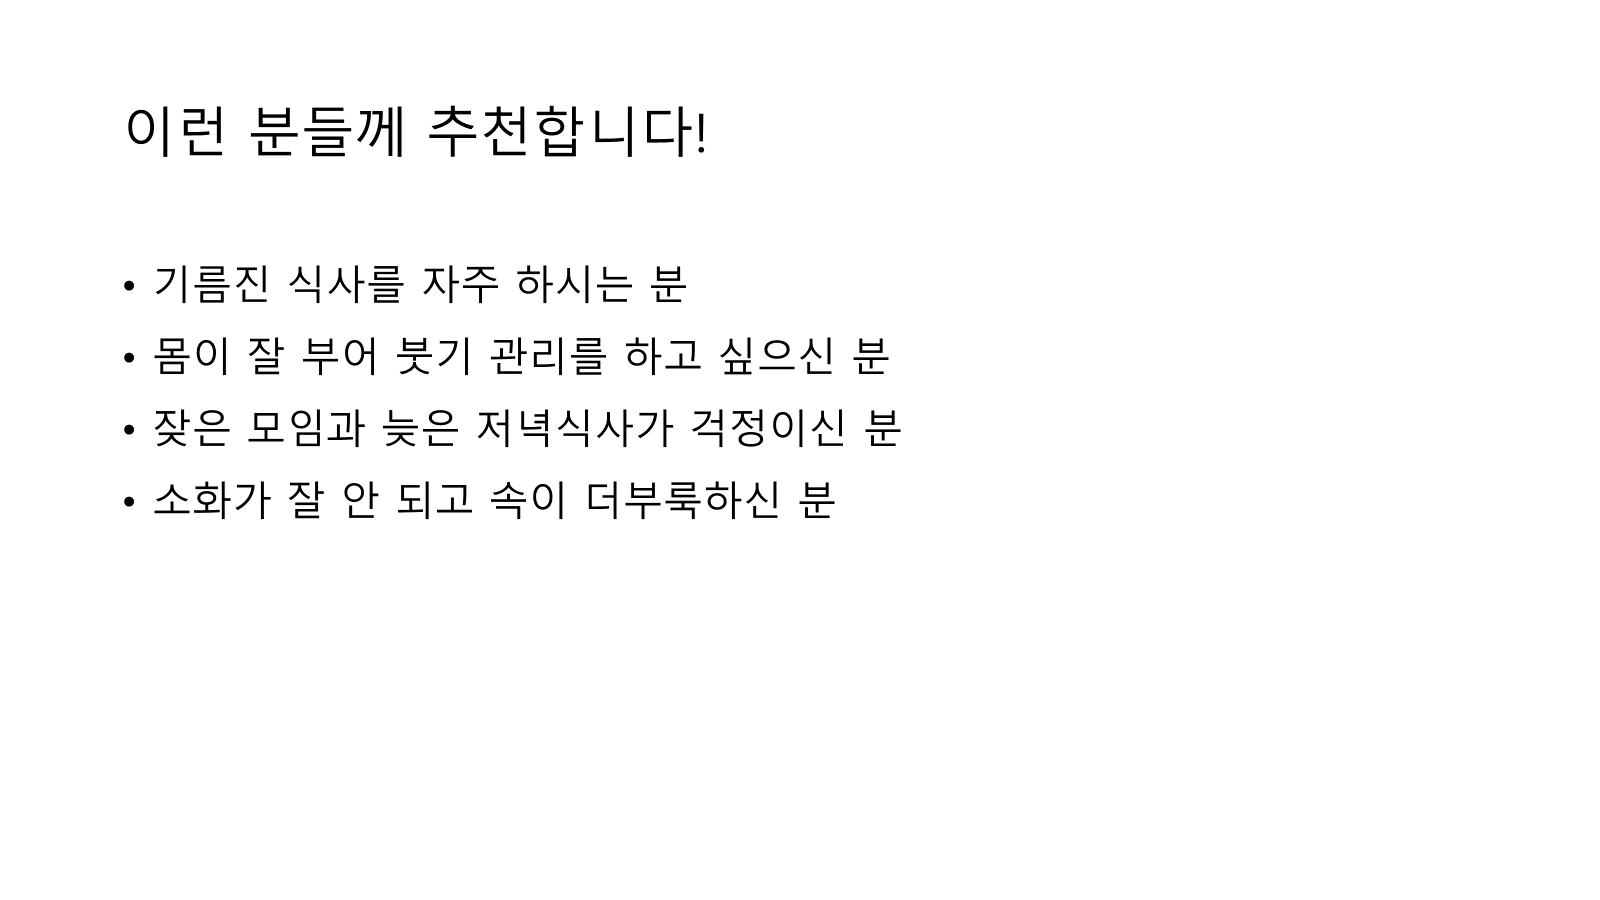 이런 분들께 추천합니다!
• 기름진 식사를 자주 하시는 분
• 몸이 잘 부어 붓기 관리를 하고 싶으신 분
• 잦은 모임과 늦은 저녁식사가 걱정이신 분
• 소화가 잘 안 되고 속이 더부룩하신 분